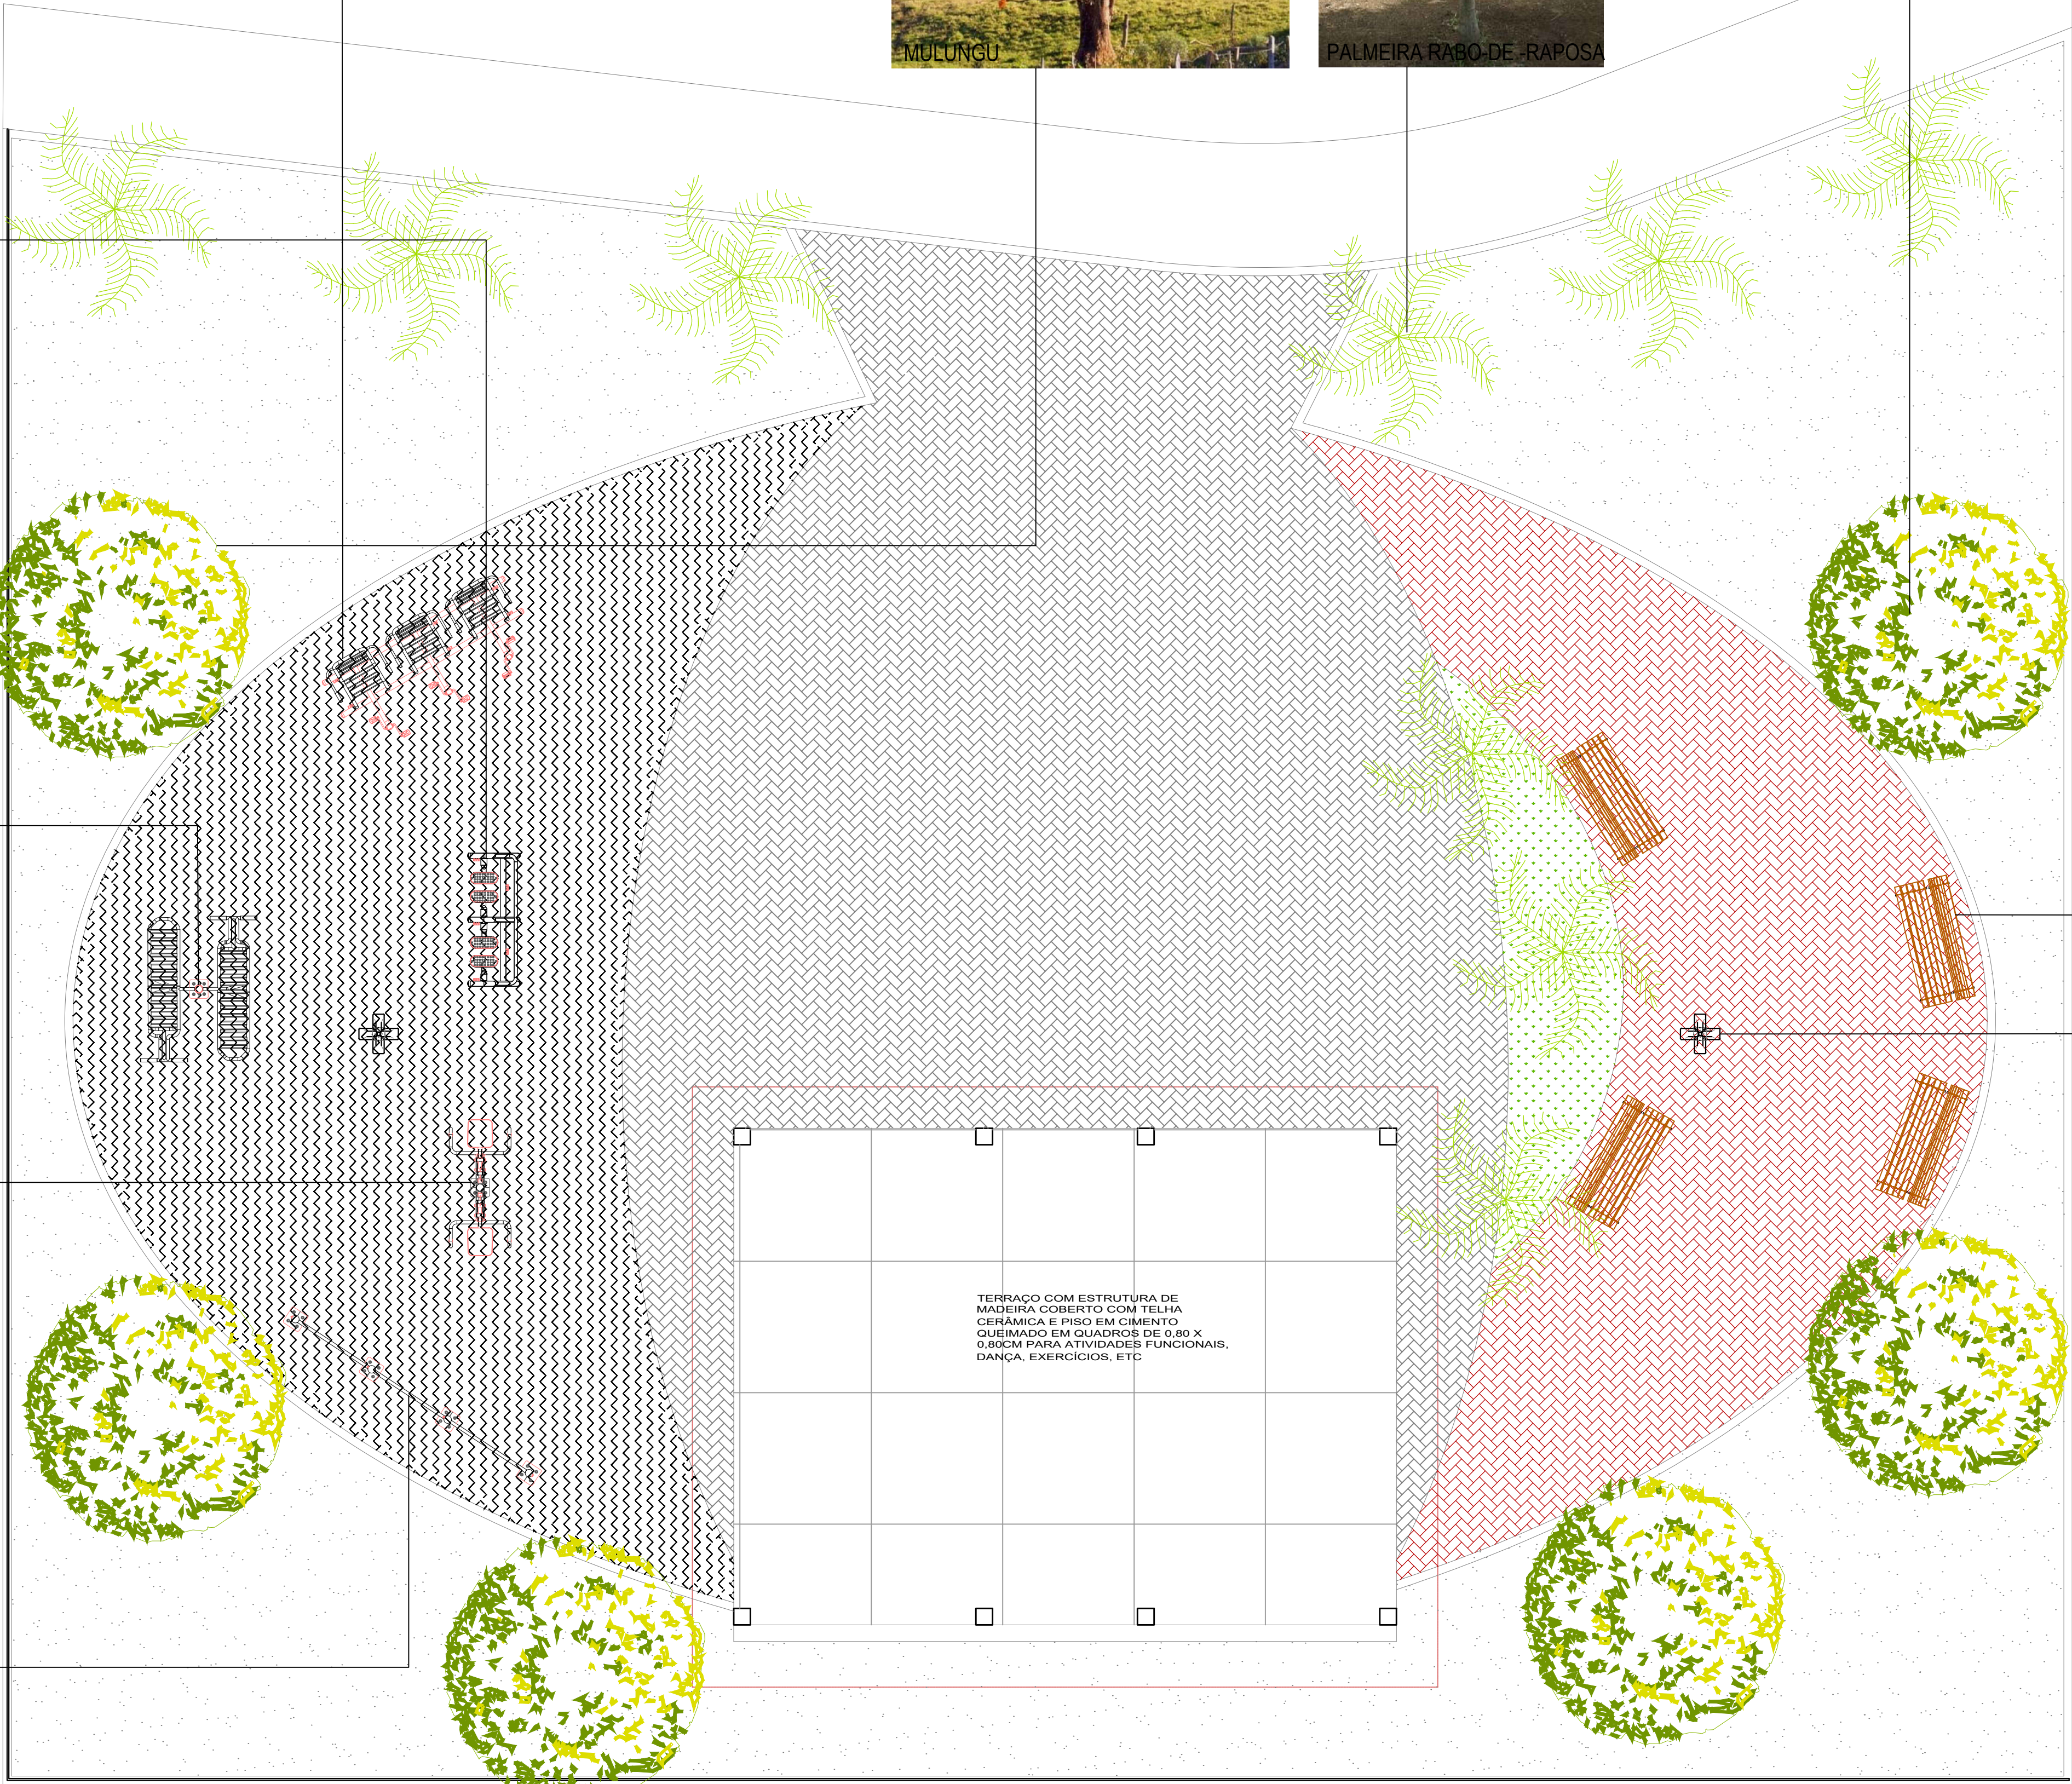 MULUNGU
PALMEIRA RABO-DE -RAPOSA
TERRAÇO COM ESTRUTURA DE
MADEIRA COBERTO COM TELHA
CERÂMICA E PISO EM CIMENTO
QUEIMADO EM QUADROS DE 0,80 X
0,80CM PARA ATIVIDADES FUNCIONAIS,
DANÇA, EXERCÍCIOS, ETC